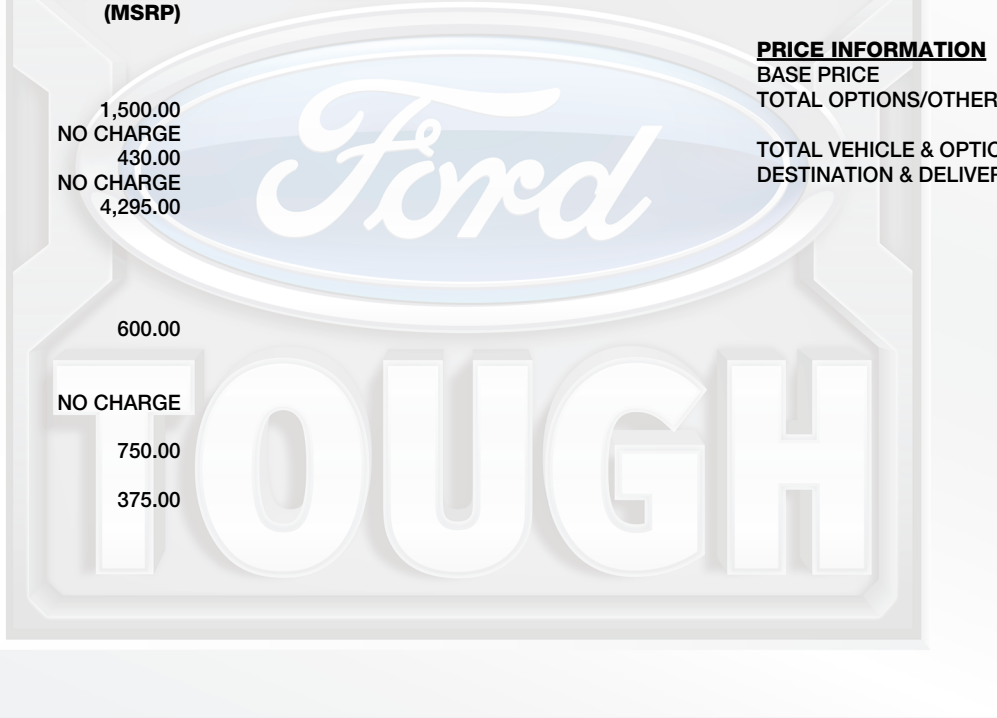 (MSRP)
1,500.00
NO CHARGE
430.00
NO CHARGE
4,295.00
600.00
NO CHARGE
750.00
375.00
PRICE INFORMATION
BASE PRICE
TOTAL OPTIONS/OTHER
TOTAL VEHICLE & OPTIO
DESTINATION & DELIVER
Ford
TOUGH